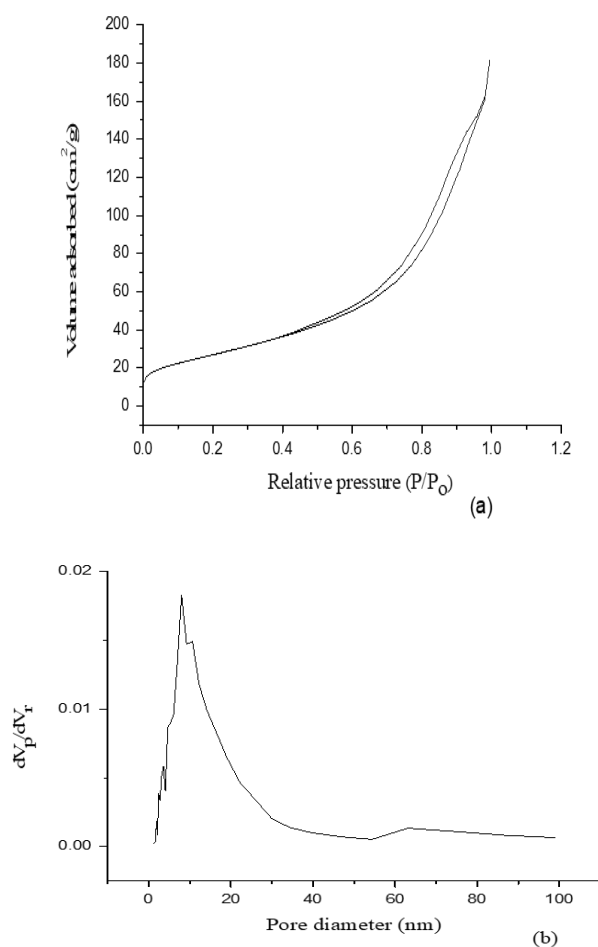 200
180
160
140
120
100
80
60
40
20
0
Volume adsorbed (cm²/g)
0.0 0.2 0.4 0.6 0.8 1.0 1.2
Relative pressure (P/P₀)
(a)
0.02
0.01
0.00
dVₚ/dVᵣ
0 20 40 60 80 100
Pore diameter (nm)
(b)